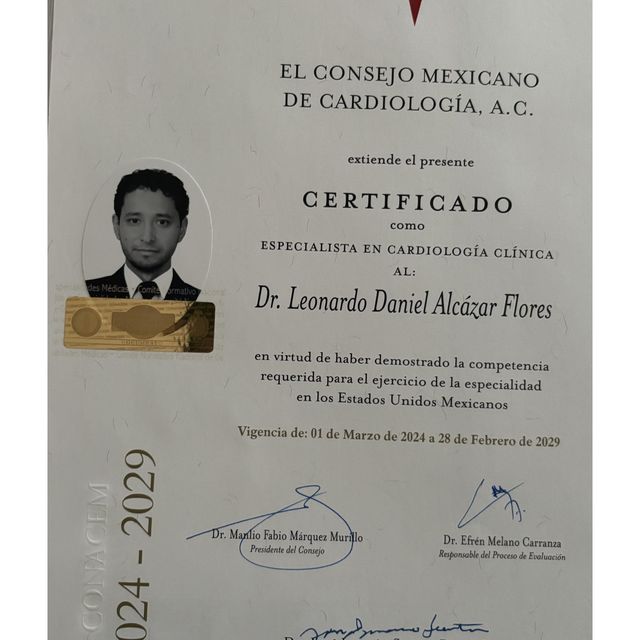 EL CONSEJO MEXICANO
DE CARDIOLOGÍA, A.C.
extiende el presente
CERTIFICADO
como
ESPECIALISTA EN CARDIOLOGÍA CLÍNICA
AL:
Dr. Leonardo Daniel Alcázar Flores
en virtud de haber demostrado la competencia
requerida para el ejercicio de la especialidad
en los Estados Unidos Mexicanos
Vigencia de: 01 de Marzo de 2024 a 28 de Febrero de 2029
Dr. Manlio Fabio Márquez Murillo
Presidente del Consejo
Dr. Efrén Melano Carranza
Responsable del Proceso de Evaluación
CONACEM
024 - 2029